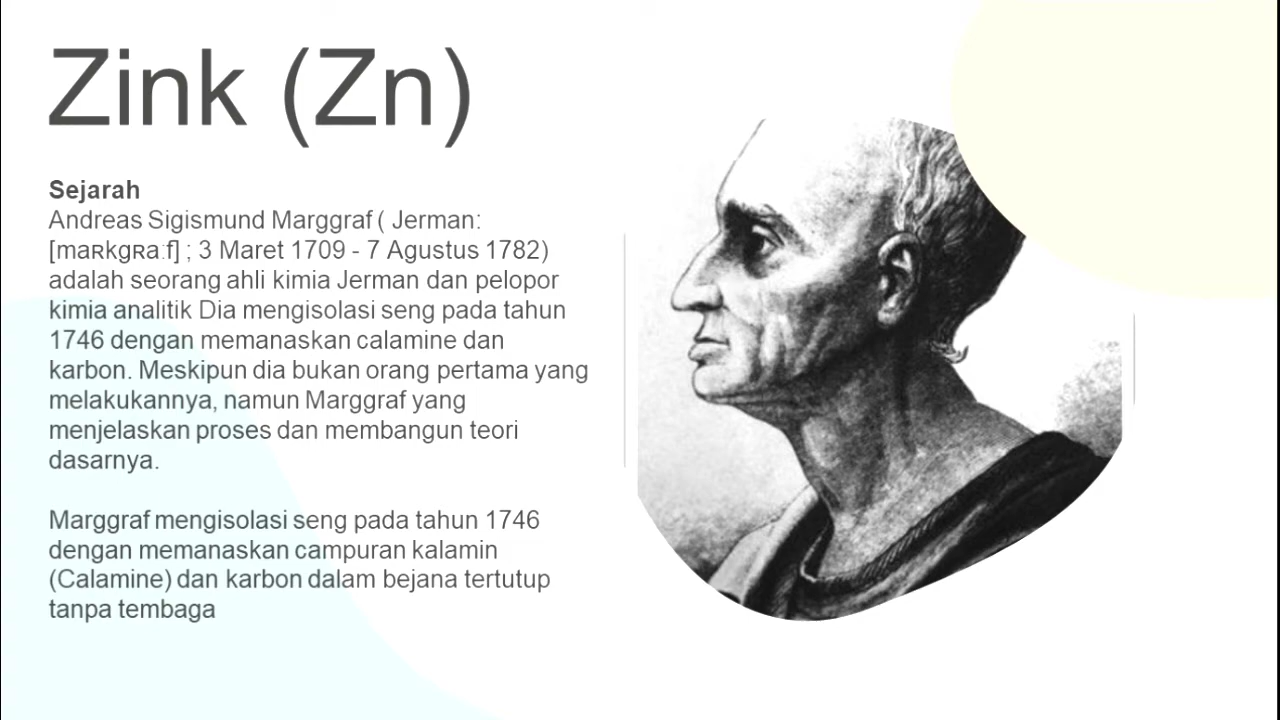 Zink (Zn)
Sejarah
Andreas Sigismund Marggraf ( Jerman:
[maʀkɡʀaːf] ; 3 Maret 1709 - 7 Agustus 1782)
adalah seorang ahli kimia Jerman dan pelopor
kimia analitik Dia mengisolasi seng pada tahun
1746 dengan memanaskan calamine dan
karbon. Meskipun dia bukan orang pertama yang
melakukannya, namun Marggraf yang
menjelaskan proses dan membangun teori
dasarnya.
Marggraf mengisolasi seng pada tahun 1746
dengan memanaskan campuran kalamin
(Calamine) dan karbon dalam bejana tertutup
tanpa tembaga